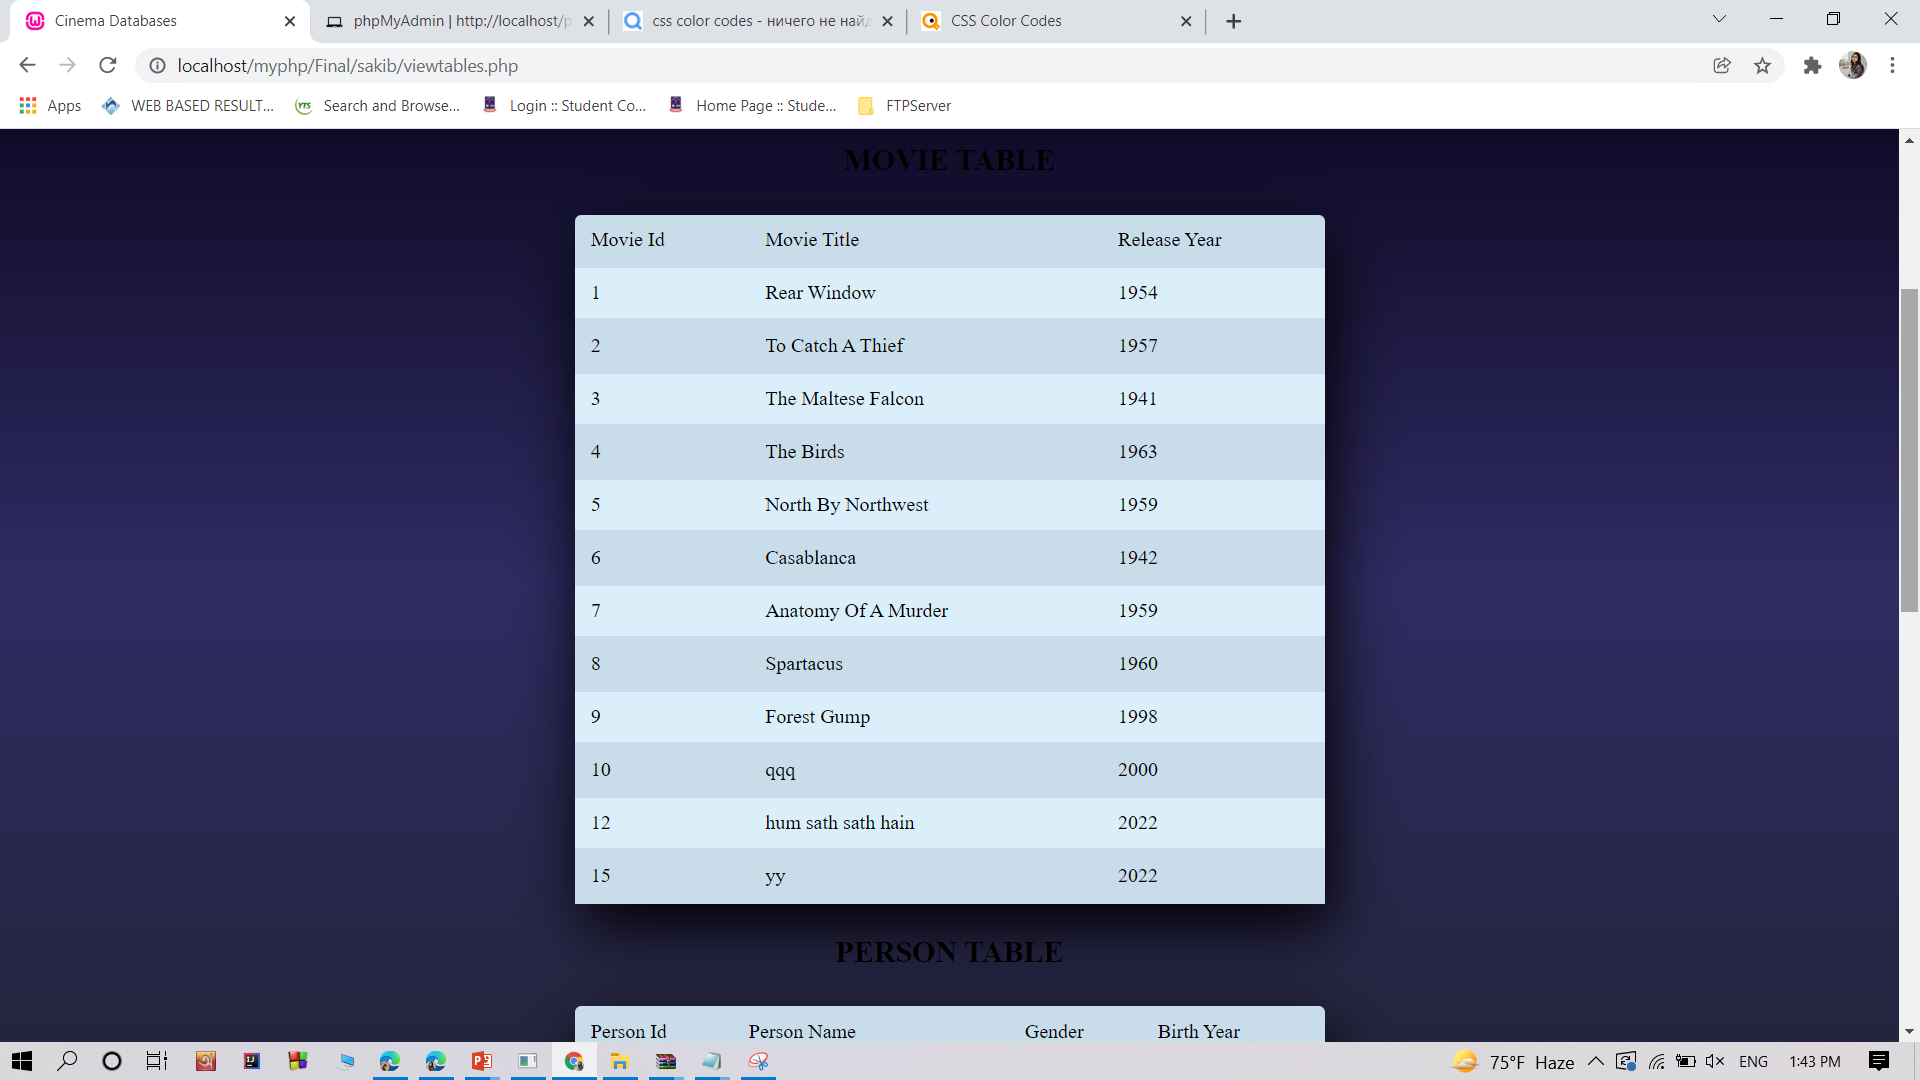 Cinema Databases
phpMyAdmin | http://localhost/p
css color codes - ничего не найд
CSS Color Codes
localhost/myphp/Final/sakib/viewtables.php
Apps WEB BASED RESULT... Search and Browse... Login :: Student Co... Home Page :: Stude... FTPServer
MOVIE TABLE
Movie Id Movie Title Release Year
1 Rear Window 1954
2 To Catch A Thief 1957
3 The Maltese Falcon 1941
4 The Birds 1963
5 North By Northwest 1959
6 Casablanca 1942
7 Anatomy Of A Murder 1959
8 Spartacus 1960
9 Forest Gump 1998
10 qqq 2000
12 hum sath sath hain 2022
15 yy 2022
PERSON TABLE
Person Id Person Name Gender Birth Year
75°F Haze ENG 1:43 PM